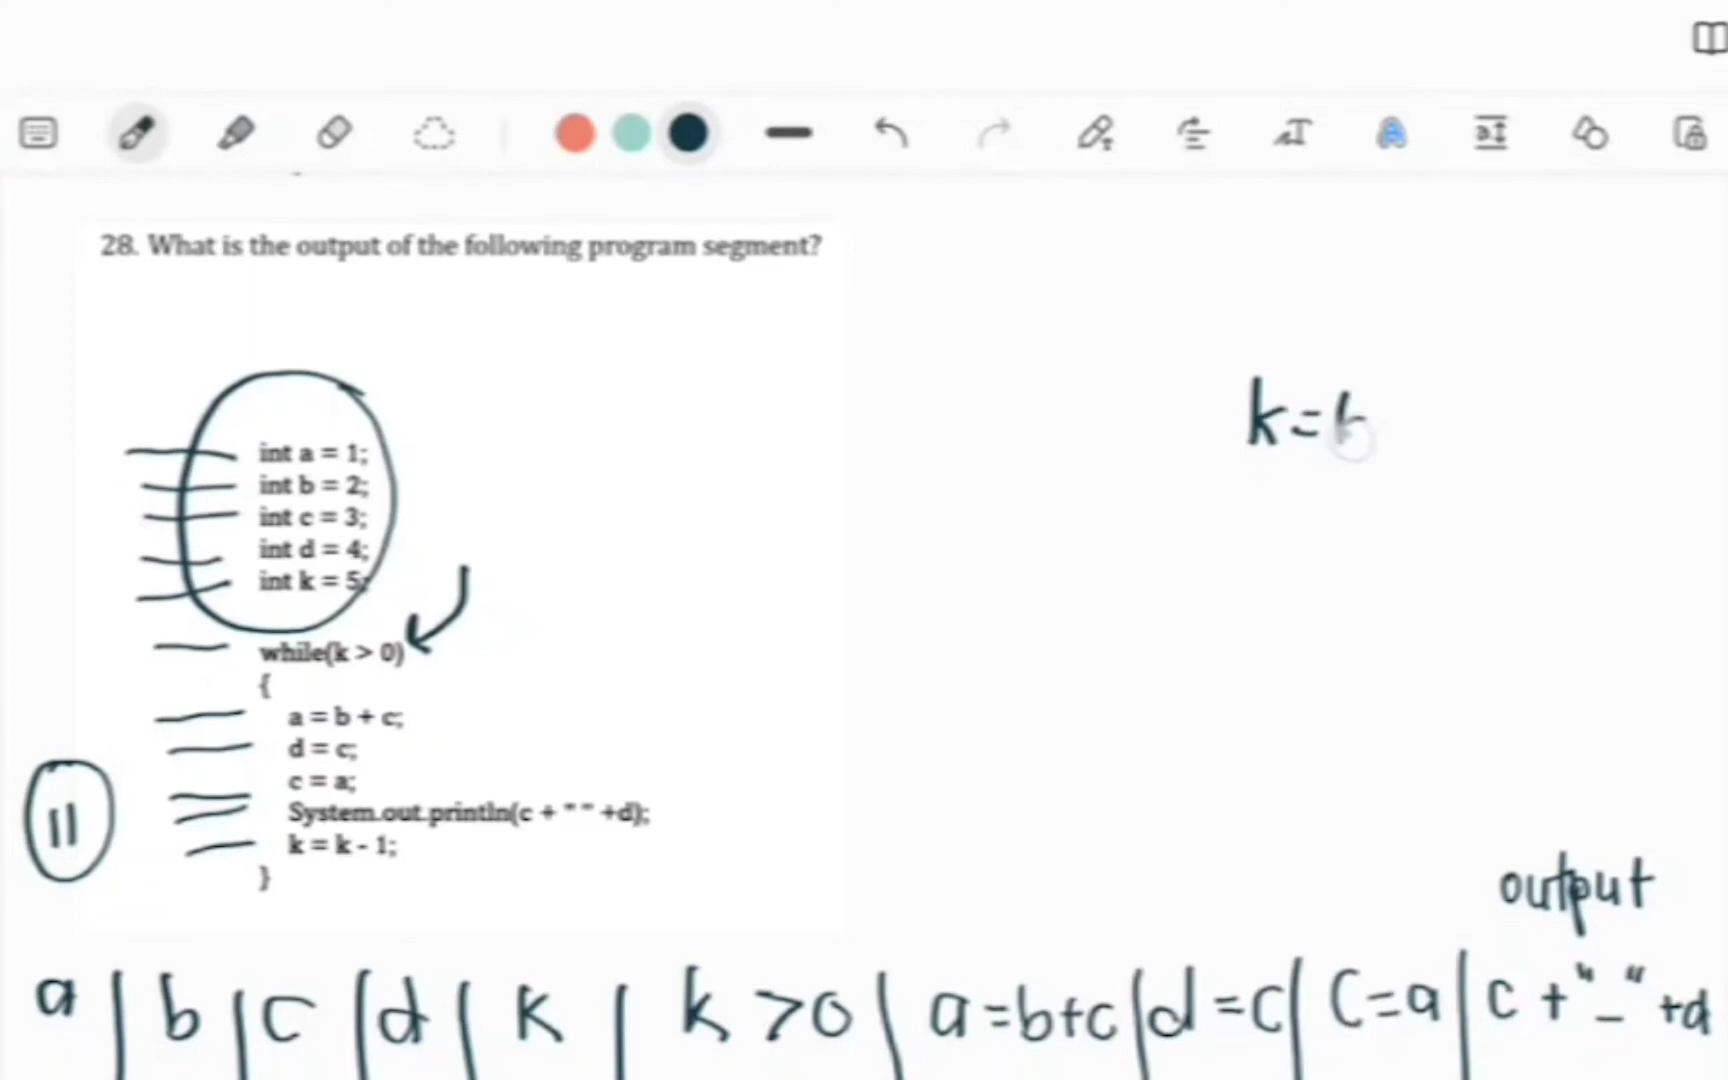 28. What is the output of the following program segment?
int a = 1;
int b = 2;
int c = 3;
int d = 4;
int k = 5;
while(k > 0)
{
a = b + c;
d = c;
c = a;
System.out.println(c + " " +d);
k = k - 1;
}
11
k=
output
a | b | c | d | k | k >0 | a=b+c | d=c | c=a | c +"_"+d